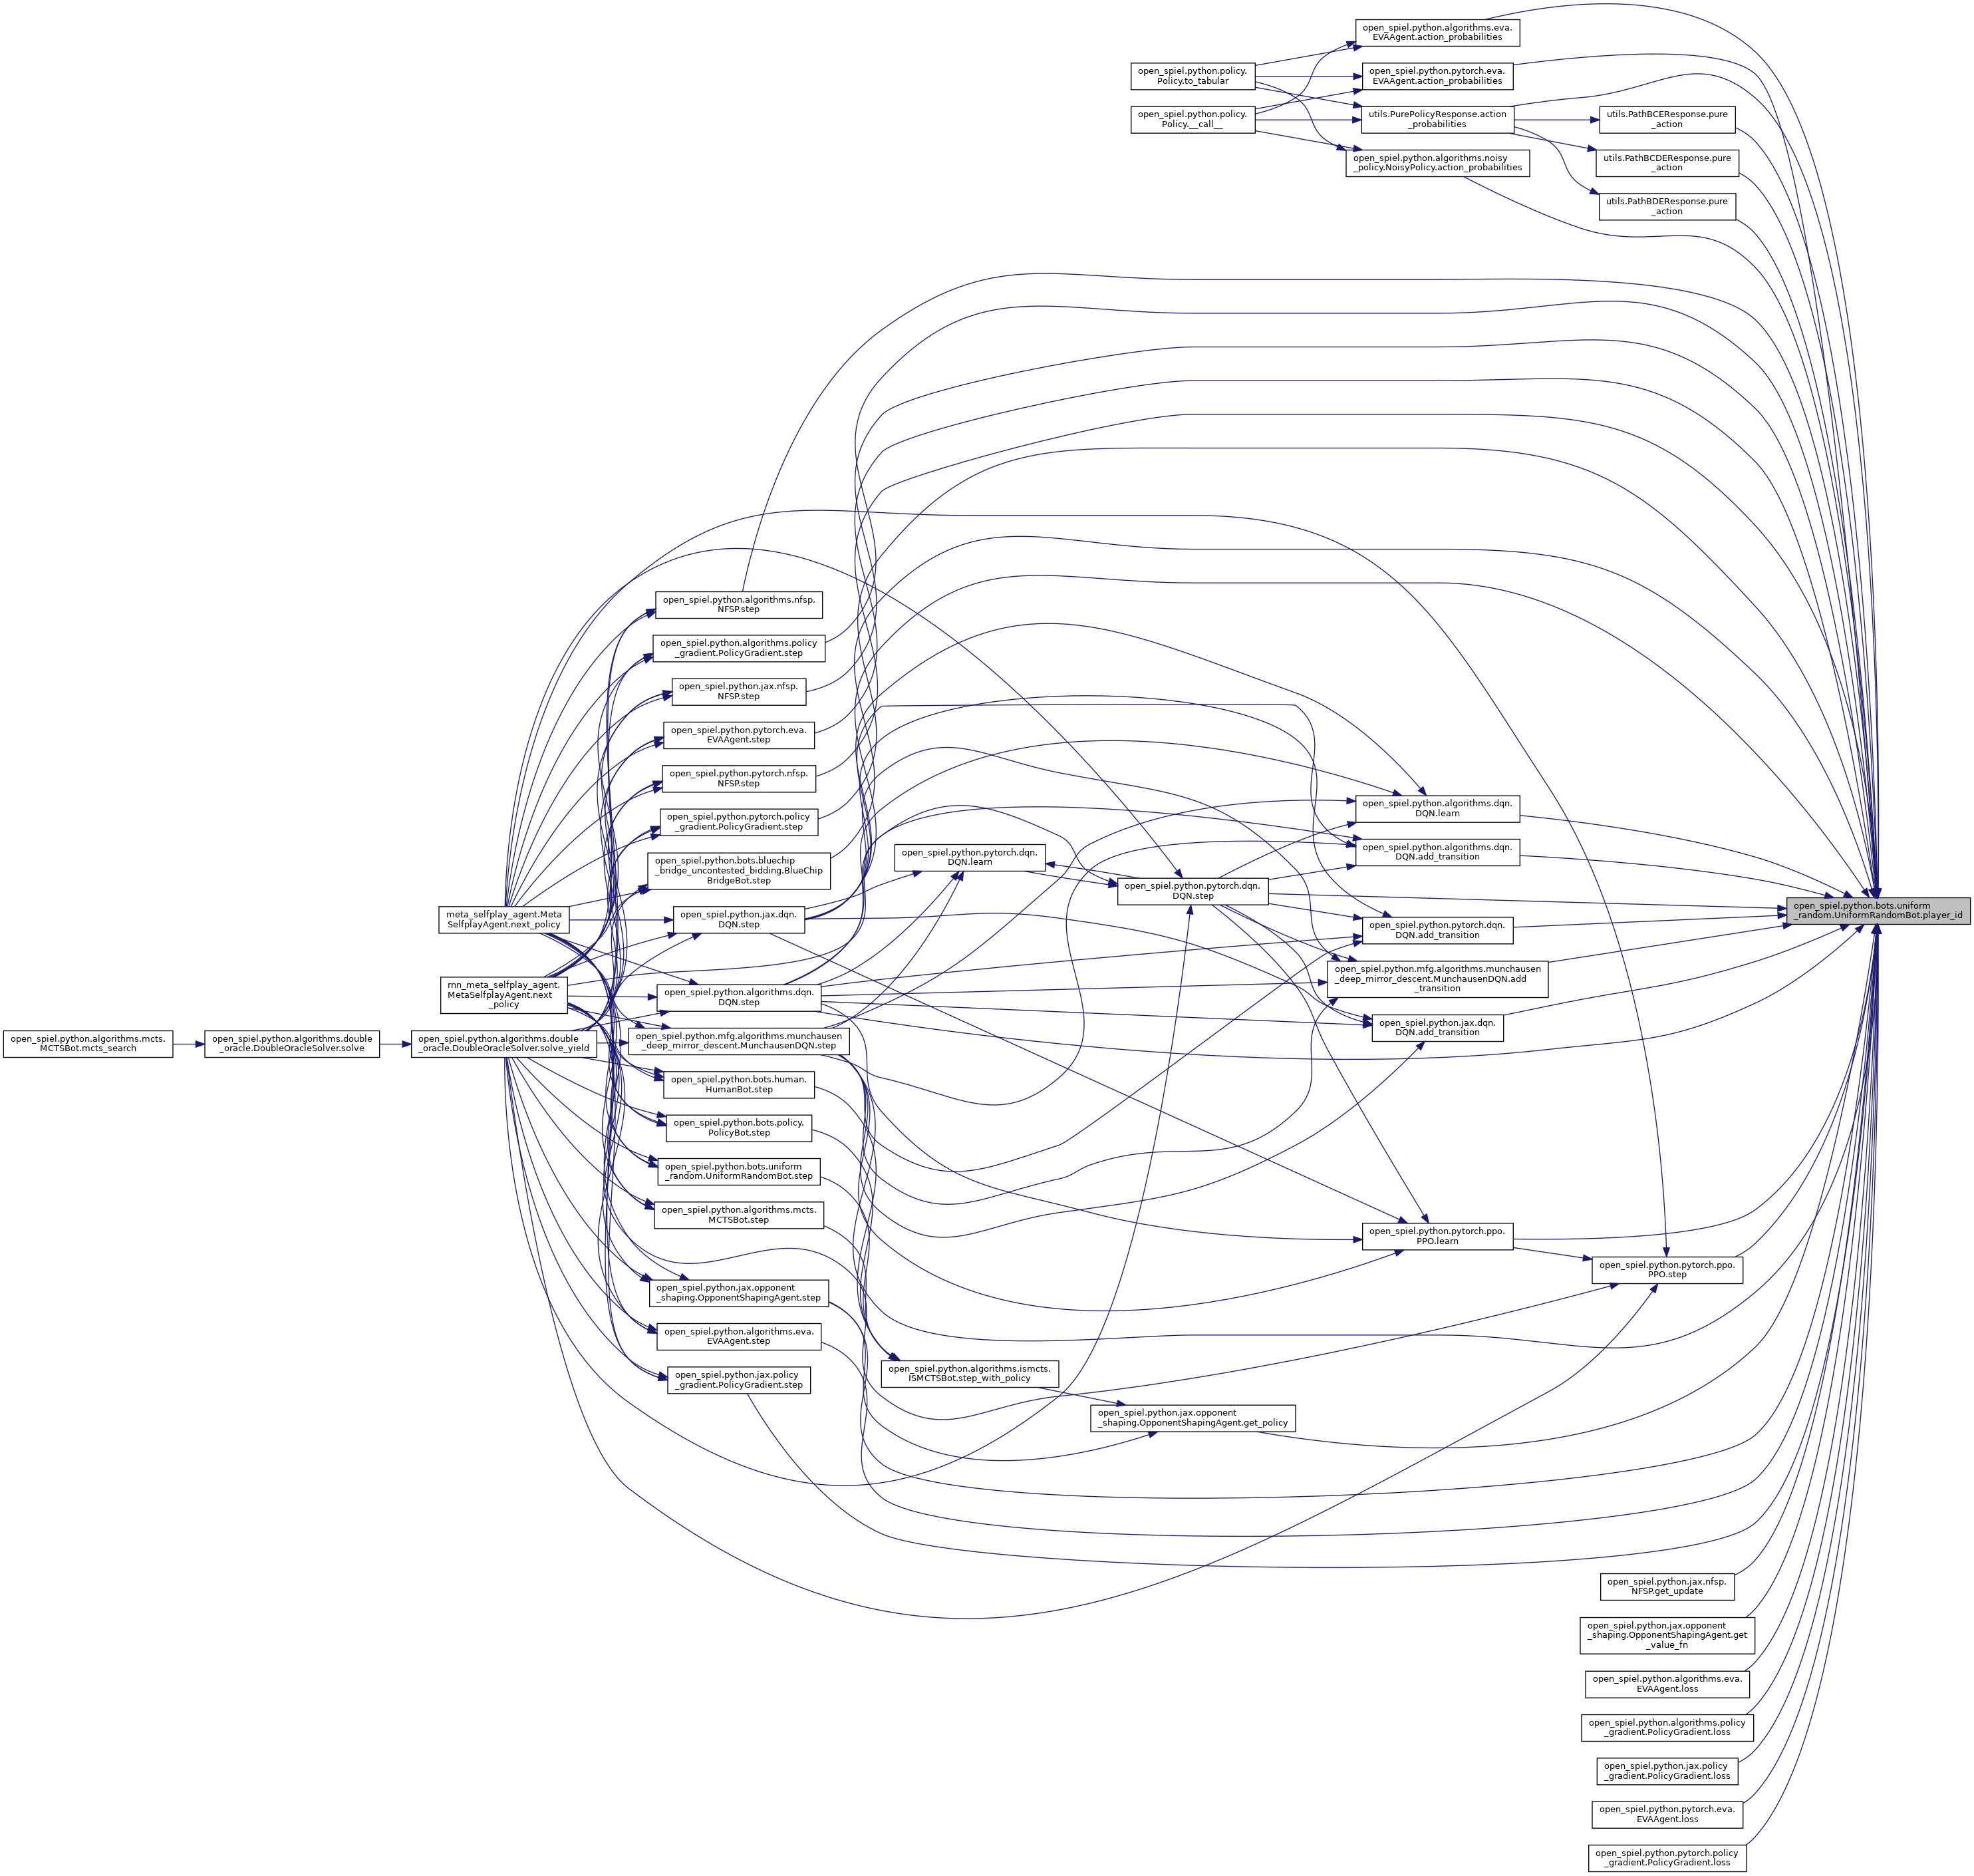 open_spiel.python.algorithms.eva.
EVAAgent.action_probabilities
open_spiel.python.policy.
Policy.to_tabular
open_spiel.python.pytorch.eva.
EVAAgent.action_probabilities
open_spiel.python.policy.
Policy.__call__
utils.PurePolicyResponse.action
_probabilities
utils.PathBCEResponse.pure
_action
open_spiel.python.algorithms.noisy
_policy.NoisyPolicy.action_probabilities
utils.PathBCDEResponse.pure
_action
utils.PathBDEResponse.pure
_action
open_spiel.python.algorithms.nfsp.
NFSP.step
open_spiel.python.algorithms.policy
_gradient.PolicyGradient.step
open_spiel.python.jax.nfsp.
NFSP.step
open_spiel.python.pytorch.eva.
EVAAgent.step
open_spiel.python.pytorch.nfsp.
NFSP.step
open_spiel.python.algorithms.dqn.
DQN.learn
open_spiel.python.pytorch.policy
_gradient.PolicyGradient.step
open_spiel.python.algorithms.dqn.
DQN.add_transition
open_spiel.python.pytorch.dqn.
DQN.learn
open_spiel.python.bots.bluechip
_bridge_uncontested_bidding.BlueChip
BridgeBot.step
open_spiel.python.pytorch.dqn.
DQN.step
open_spiel.python.bots.uniform
_random.UniformRandomBot.player_id
meta_selfplay_agent.Meta
SelfplayAgent.next_policy
open_spiel.python.jax.dqn.
DQN.step
open_spiel.python.pytorch.dqn.
DQN.add_transition
open_spiel.python.mfg.algorithms.munchausen
_deep_mirror_descent.MunchausenDQN.add
_transition
rnn_meta_selfplay_agent.
MetaSelfplayAgent.next
_policy
open_spiel.python.algorithms.dqn.
DQN.step
open_spiel.python.jax.dqn.
DQN.add_transition
open_spiel.python.algorithms.mcts.
MCTSBot.mcts_search
open_spiel.python.algorithms.double
_oracle.DoubleOracleSolver.solve
open_spiel.python.algorithms.double
_oracle.DoubleOracleSolver.solve_yield
open_spiel.python.mfg.algorithms.munchausen
_deep_mirror_descent.MunchausenDQN.step
open_spiel.python.bots.human.
HumanBot.step
open_spiel.python.bots.policy.
PolicyBot.step
open_spiel.python.bots.uniform
_random.UniformRandomBot.step
open_spiel.python.algorithms.mcts.
MCTSBot.step
open_spiel.python.pytorch.ppo.
PPO.learn
open_spiel.python.pytorch.ppo.
PPO.step
open_spiel.python.jax.opponent
_shaping.OpponentShapingAgent.step
open_spiel.python.algorithms.eva.
EVAAgent.step
open_spiel.python.algorithms.ismcts.
ISMCTSBot.step_with_policy
open_spiel.python.jax.policy
_gradient.PolicyGradient.step
open_spiel.python.jax.opponent
_shaping.OpponentShapingAgent.get_policy
open_spiel.python.jax.nfsp.
NFSP.get_update
open_spiel.python.jax.opponent
_shaping.OpponentShapingAgent.get
_value_fn
open_spiel.python.algorithms.eva.
EVAAgent.loss
open_spiel.python.algorithms.policy
_gradient.PolicyGradient.loss
open_spiel.python.jax.policy
_gradient.PolicyGradient.loss
open_spiel.python.pytorch.eva.
EVAAgent.loss
open_spiel.python.pytorch.policy
_gradient.PolicyGradient.loss